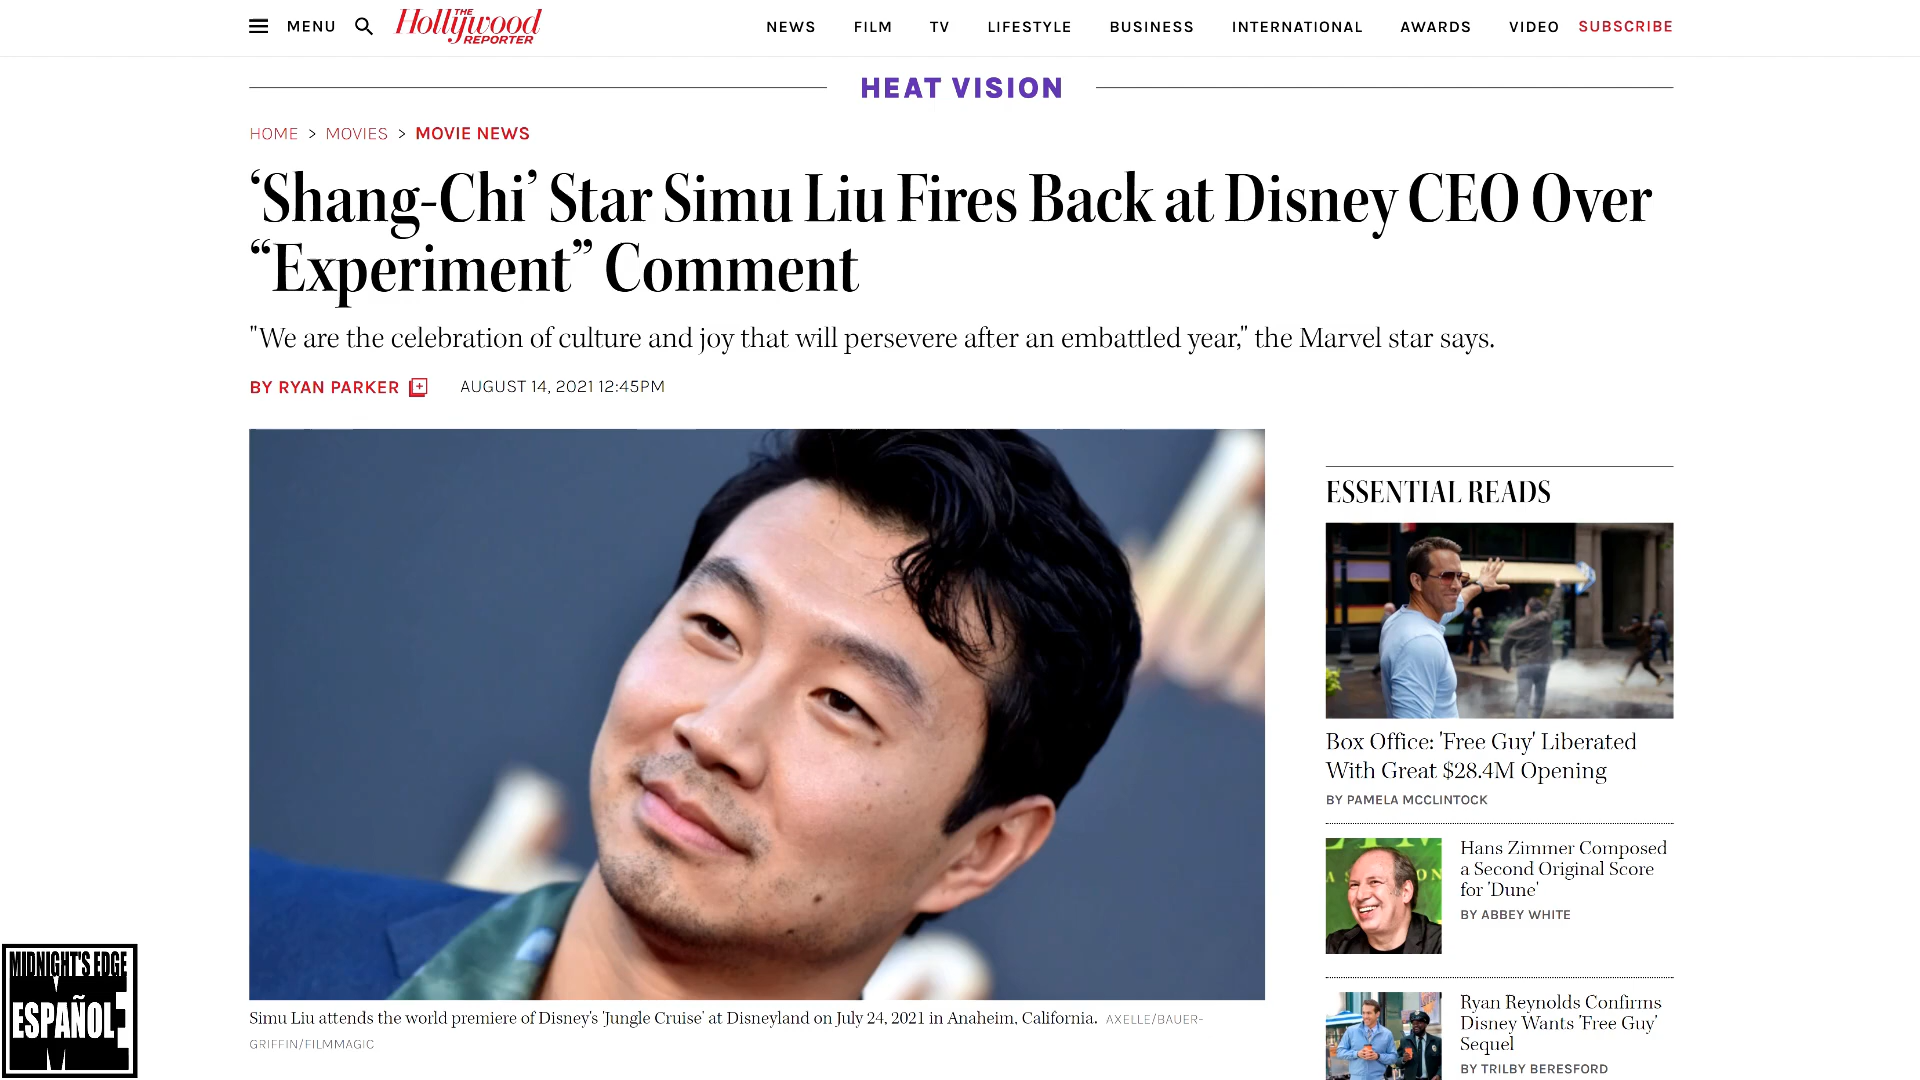 MENU
THE
Hollywood
REPORTER
NEWS FILM TV LIFESTYLE BUSINESS INTERNATIONAL AWARDS VIDEO SUBSCRIBE
HEAT VISION
HOME > MOVIES > MOVIE NEWS
‘Shang-Chi’ Star Simu Liu Fires Back at Disney CEO Over
“Experiment” Comment
"We are the celebration of culture and joy that will persevere after an embattled year," the Marvel star says.
BY RYAN PARKER
AUGUST 14, 2021 12:45PM
Simu Liu attends the world premiere of Disney's 'Jungle Cruise' at Disneyland on July 24, 2021 in Anaheim, California. AXELLE/BAUER-
GRIFFIN/FILMMAGIC
ESSENTIAL READS
Box Office: 'Free Guy' Liberated
With Great $28.4M Opening
BY PAMELA MCCLINTOCK
Hans Zimmer Composed
a Second Original Score
for 'Dune'
BY ABBEY WHITE
Ryan Reynolds Confirms
Disney Wants 'Free Guy'
Sequel
BY TRILBY BERESFORD
MIDNIGHT'S EDGE
ESPAÑOL